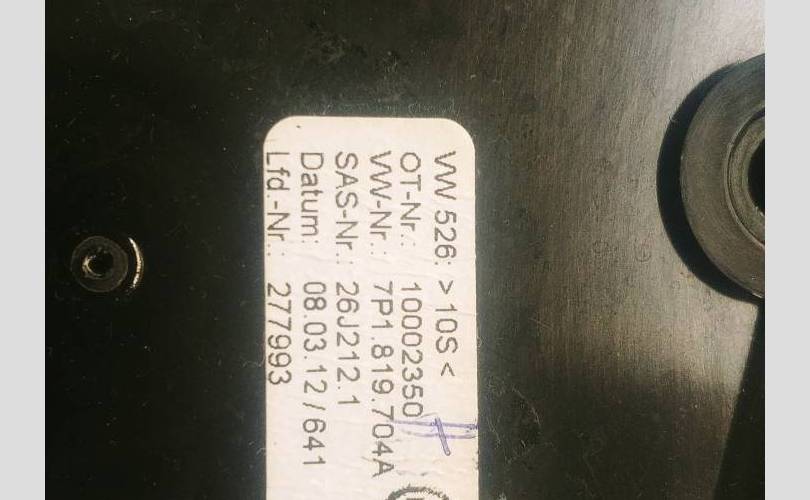 VW 526: >10S<
OT-Nr.: 10002350
VW-Nr.: 7P1.819.704A
SAS-Nr.: 26J212.1
Datum: 08.03.12/641
Lfd.-Nr.: 277993